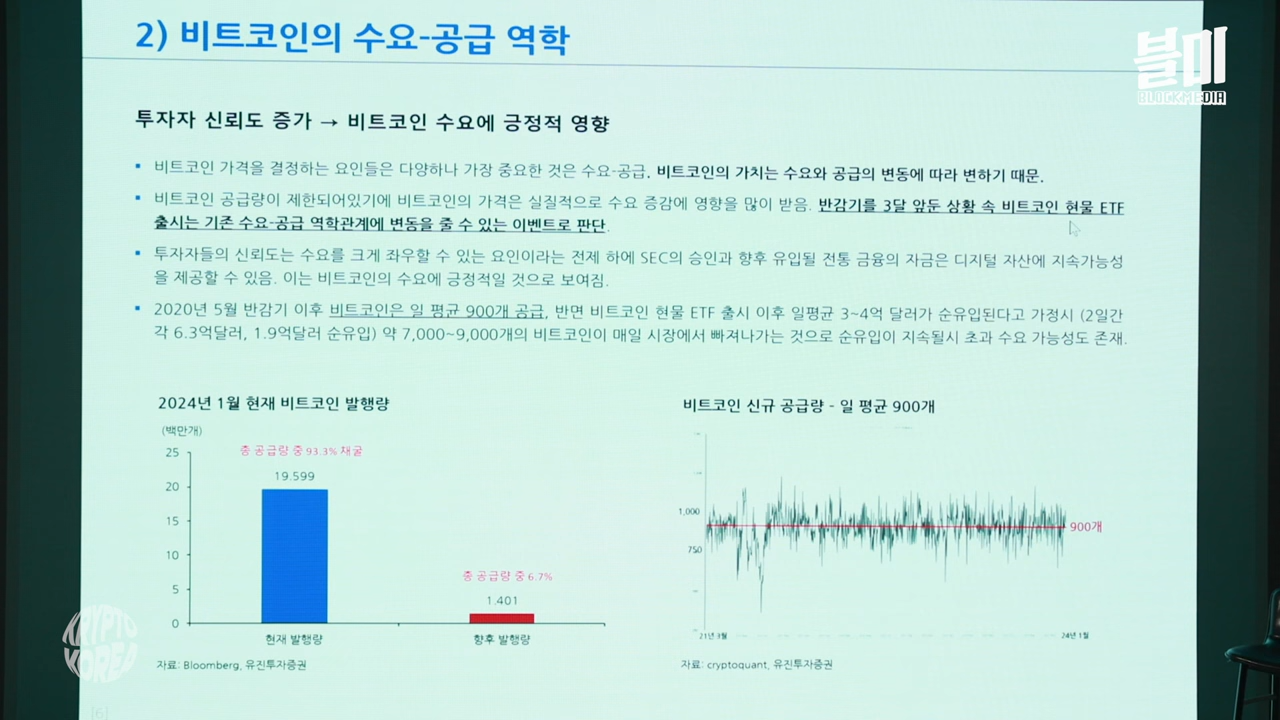 2) 비트코인의 수요-공급 역학
블미
BLOCKMEDIA
투자자 신뢰도 증가 → 비트코인 수요에 긍정적 영향
▪ 비트코인 가격을 결정하는 요인들은 다양하나 가장 중요한 것은 수요-공급. 비트코인의 가치는 수요와 공급의 변동에 따라 변하기 때문.
▪ 비트코인 공급량이 제한되어있기에 비트코인의 가격은 실질적으로 수요 증감에 영향을 많이 받음. 반감기를 3달 앞둔 상황 속 비트코인 현물 ETF
출시는 기존 수요-공급 역학관계에 변동을 줄 수 있는 이벤트로 판단.
▪ 투자자들의 신뢰도는 수요를 크게 좌우할 수 있는 요인이라는 전제 하에 SEC의 승인과 향후 유입될 전통 금융의 자금은 디지털 자산에 지속가능성
을 제공할 수 있음. 이는 비트코인의 수요에 긍정적일 것으로 보여짐.
▪ 2020년 5월 반감기 이후 비트코인은 일 평균 900개 공급, 반면 비트코인 현물 ETF 출시 이후 일평균 3~4억 달러가 순유입된다고 가정시 (2일간
각 6.3억달러, 1.9억달러 순유입) 약 7,000~9,000개의 비트코인이 매일 시장에서 빠져나가는 것으로 순유입이 지속될시 초과 수요 가능성도 존재.
2024년 1월 현재 비트코인 발행량
(백만개)
25
20
15
10
5
0
총 공급량 중 93.3% 채굴
19.599
총 공급량 중 6.7%
1.401
현재 발행량
향후 발행량
자료: Bloomberg, 유진투자증권
비트코인 신규 공급량 - 일 평균 900개
1,000
750
900개
21년 3월
24년 1월
자료: cryptoquant, 유진투자증권
KRYPTO
KOREA
[6]